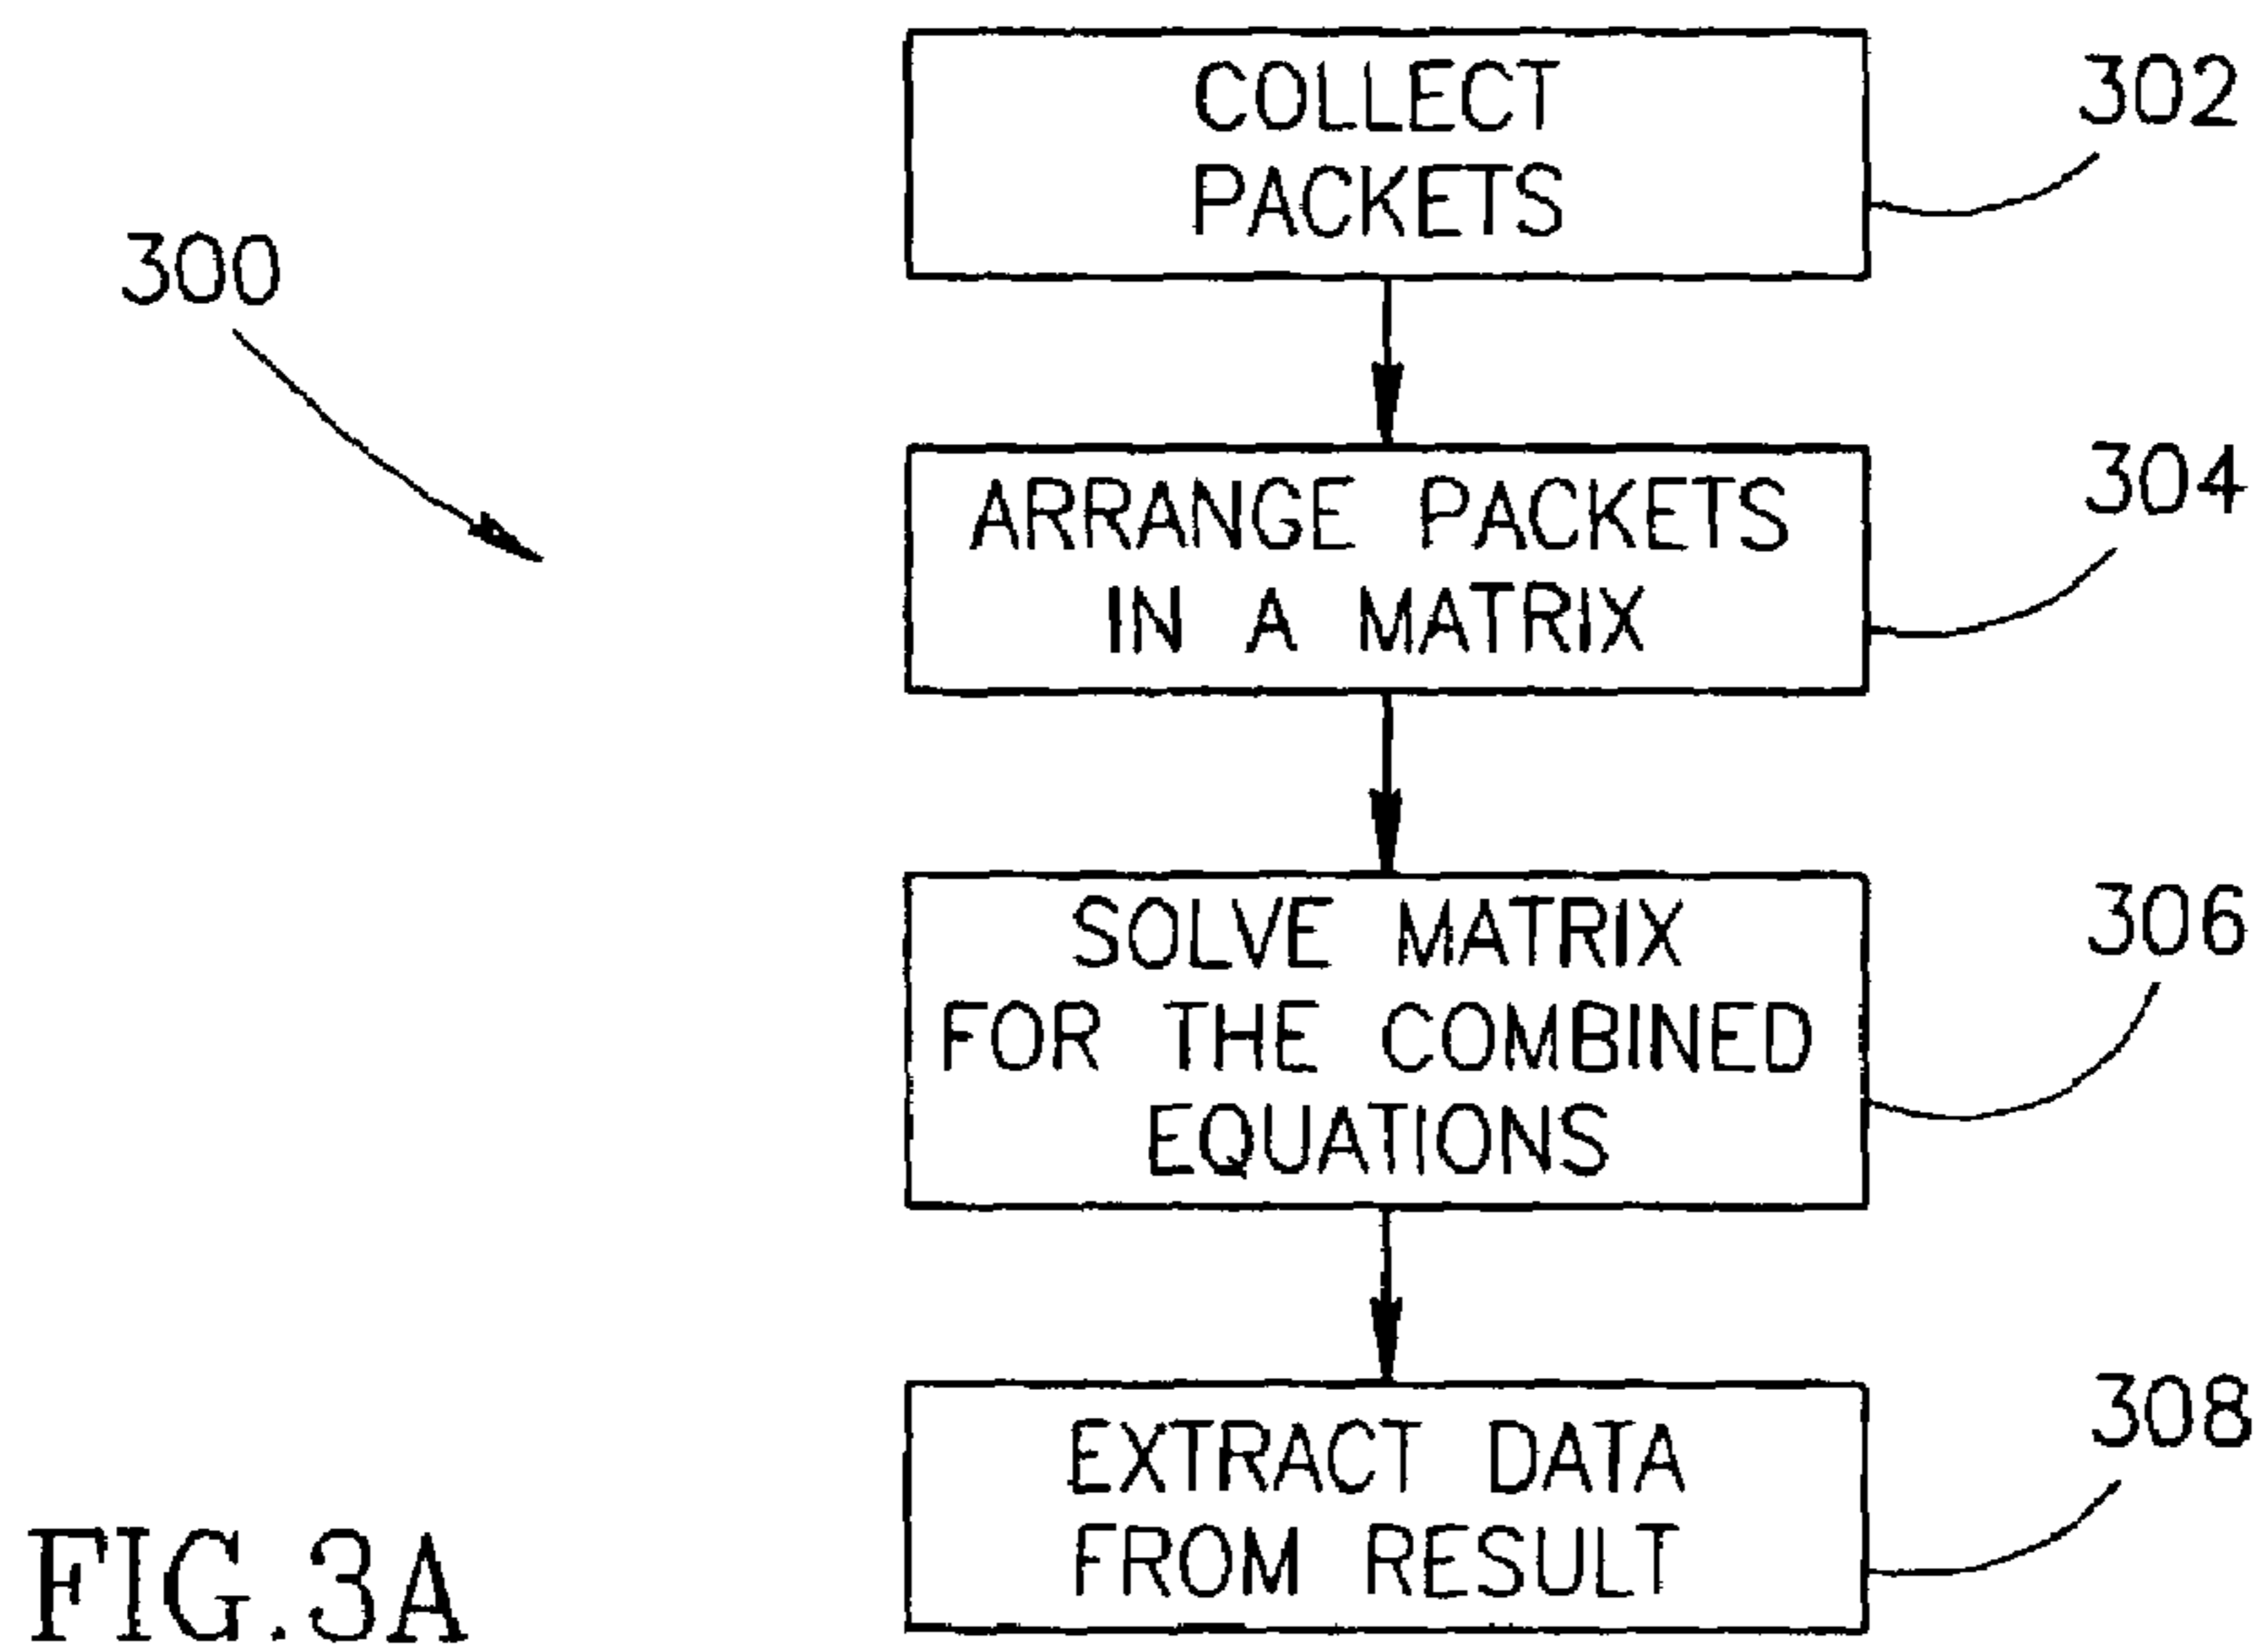 COLLECT
PACKETS
302
300
ARRANGE PACKETS
IN A MATRIX
304
SOLVE MATRIX
FOR THE COMBINED
EQUATIONS
306
EXTRACT DATA
FROM RESULT
308
FIG.3A